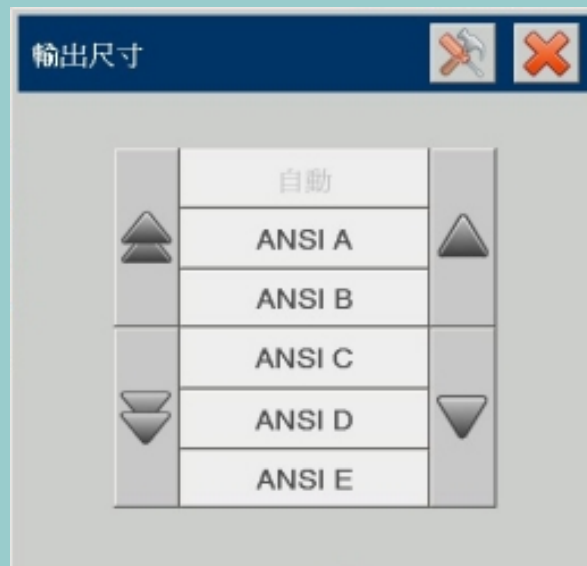 輸出尺寸
自動
ANSI A
ANSI B
ANSI C
ANSI D
ANSI E